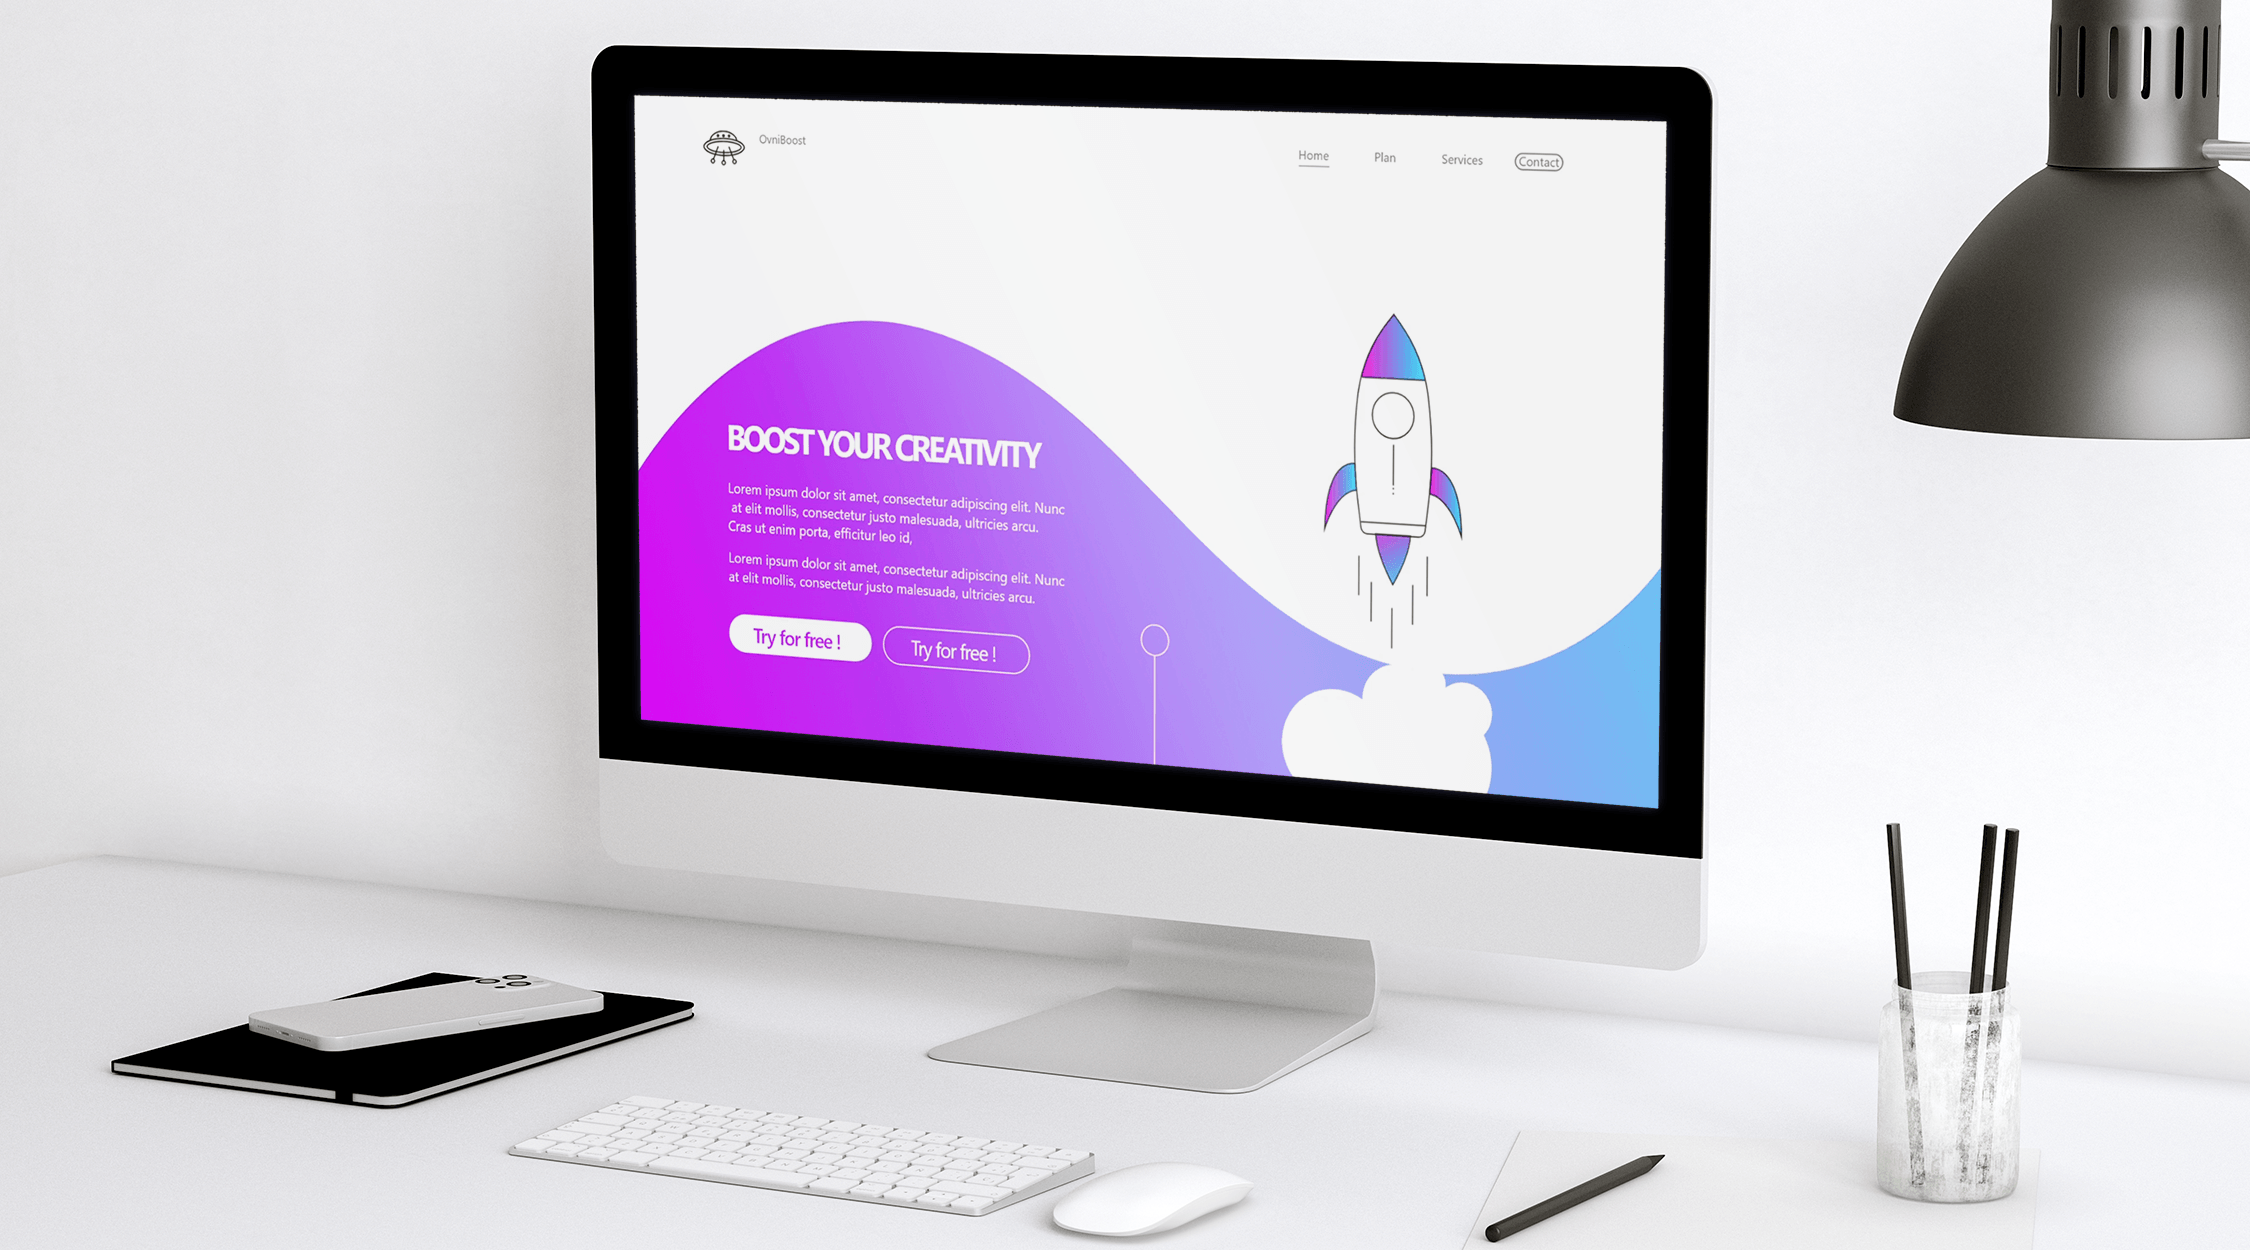 OvniBoost
Home
Plan
Services
Contact
BOOST YOUR CREATIVITY
Lorem ipsum dolor sit amet, consectetur adipiscing elit. Nunc
at elit mollis, consectetur justo malesuada, ultricies arcu.
Cras ut enim porta, efficitur leo id,
Lorem ipsum dolor sit amet, consectetur adipiscing elit. Nunc
at elit mollis, consectetur justo malesuada, ultricies arcu.
Try for free !
Try for free !